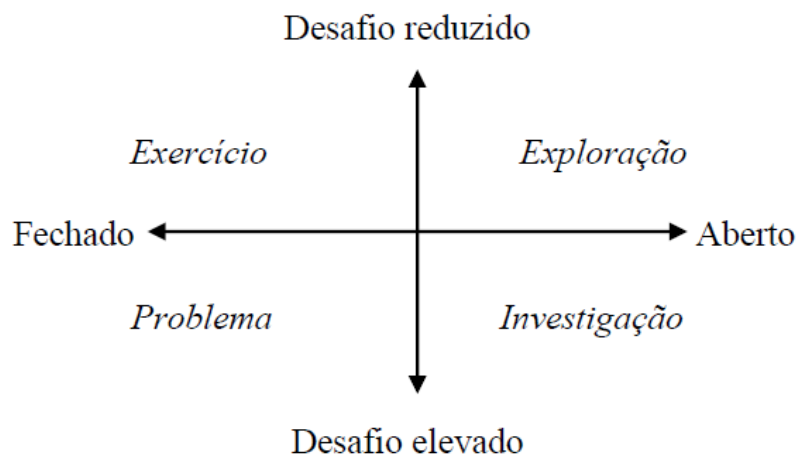 Desafio reduzido
Exercício Exploração
Fechado Aberto
Problema Investigação
Desafio elevado